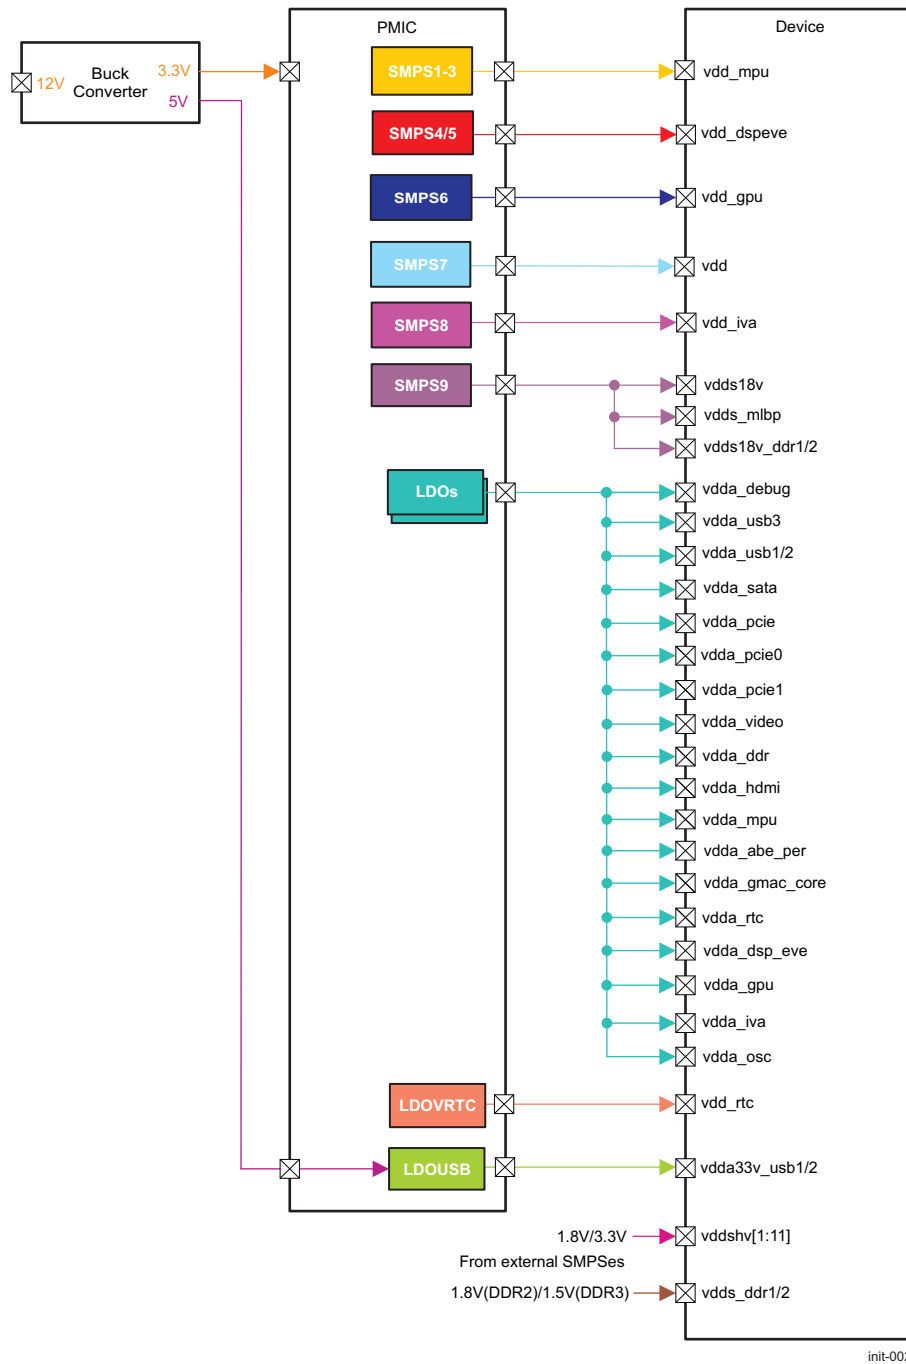 PMIC
Device
Buck
Converter
12V
3.3V
5V
SMPS1-3
vdd_mpu
SMPS4/5
vdd_dspeve
SMPS6
vdd_gpu
SMPS7
vdd
SMPS8
vdd_iva
SMPS9
vdds18v
vdds_mlbp
vdds18v_ddr1/2
LDOs
vdda_debug
vdda_usb3
vdda_usb1/2
vdda_sata
vdda_pcie
vdda_pcie0
vdda_pcie1
vdda_video
vdda_ddr
vdda_hdmi
vdda_mpu
vdda_abe_per
vdda_gmac_core
vdda_rtc
vdda_dsp_eve
vdda_gpu
vdda_iva
vdda_osc
LDOVRTC
vdd_rtc
LDOUSB
vdda33v_usb1/2
1.8V/3.3V
vddshv[1:11]
From external SMPSes
1.8V(DDR2)/1.5V(DDR3)
vdds_ddr1/2